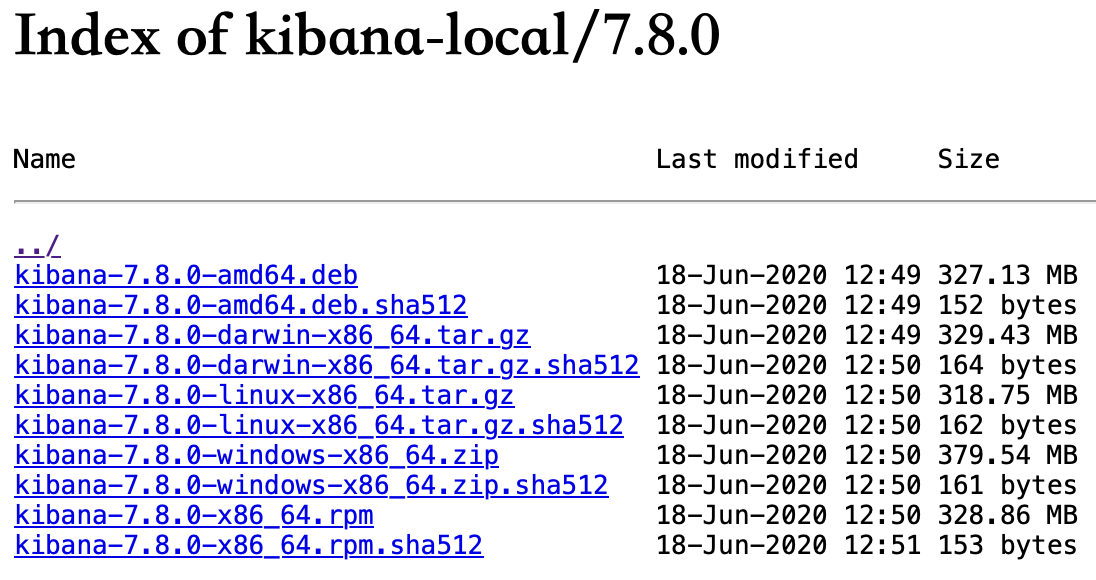 Index of kibana-local/7.8.0
Name Last modified Size
../
kibana-7.8.0-amd64.deb 18-Jun-2020 12:49 327.13 MB
kibana-7.8.0-amd64.deb.sha512 18-Jun-2020 12:49 152 bytes
kibana-7.8.0-darwin-x86_64.tar.gz 18-Jun-2020 12:49 329.43 MB
kibana-7.8.0-darwin-x86_64.tar.gz.sha512 18-Jun-2020 12:50 164 bytes
kibana-7.8.0-linux-x86_64.tar.gz 18-Jun-2020 12:50 318.75 MB
kibana-7.8.0-linux-x86_64.tar.gz.sha512 18-Jun-2020 12:50 162 bytes
kibana-7.8.0-windows-x86_64.zip 18-Jun-2020 12:50 379.54 MB
kibana-7.8.0-windows-x86_64.zip.sha512 18-Jun-2020 12:50 161 bytes
kibana-7.8.0-x86_64.rpm 18-Jun-2020 12:50 328.86 MB
kibana-7.8.0-x86_64.rpm.sha512 18-Jun-2020 12:51 153 bytes